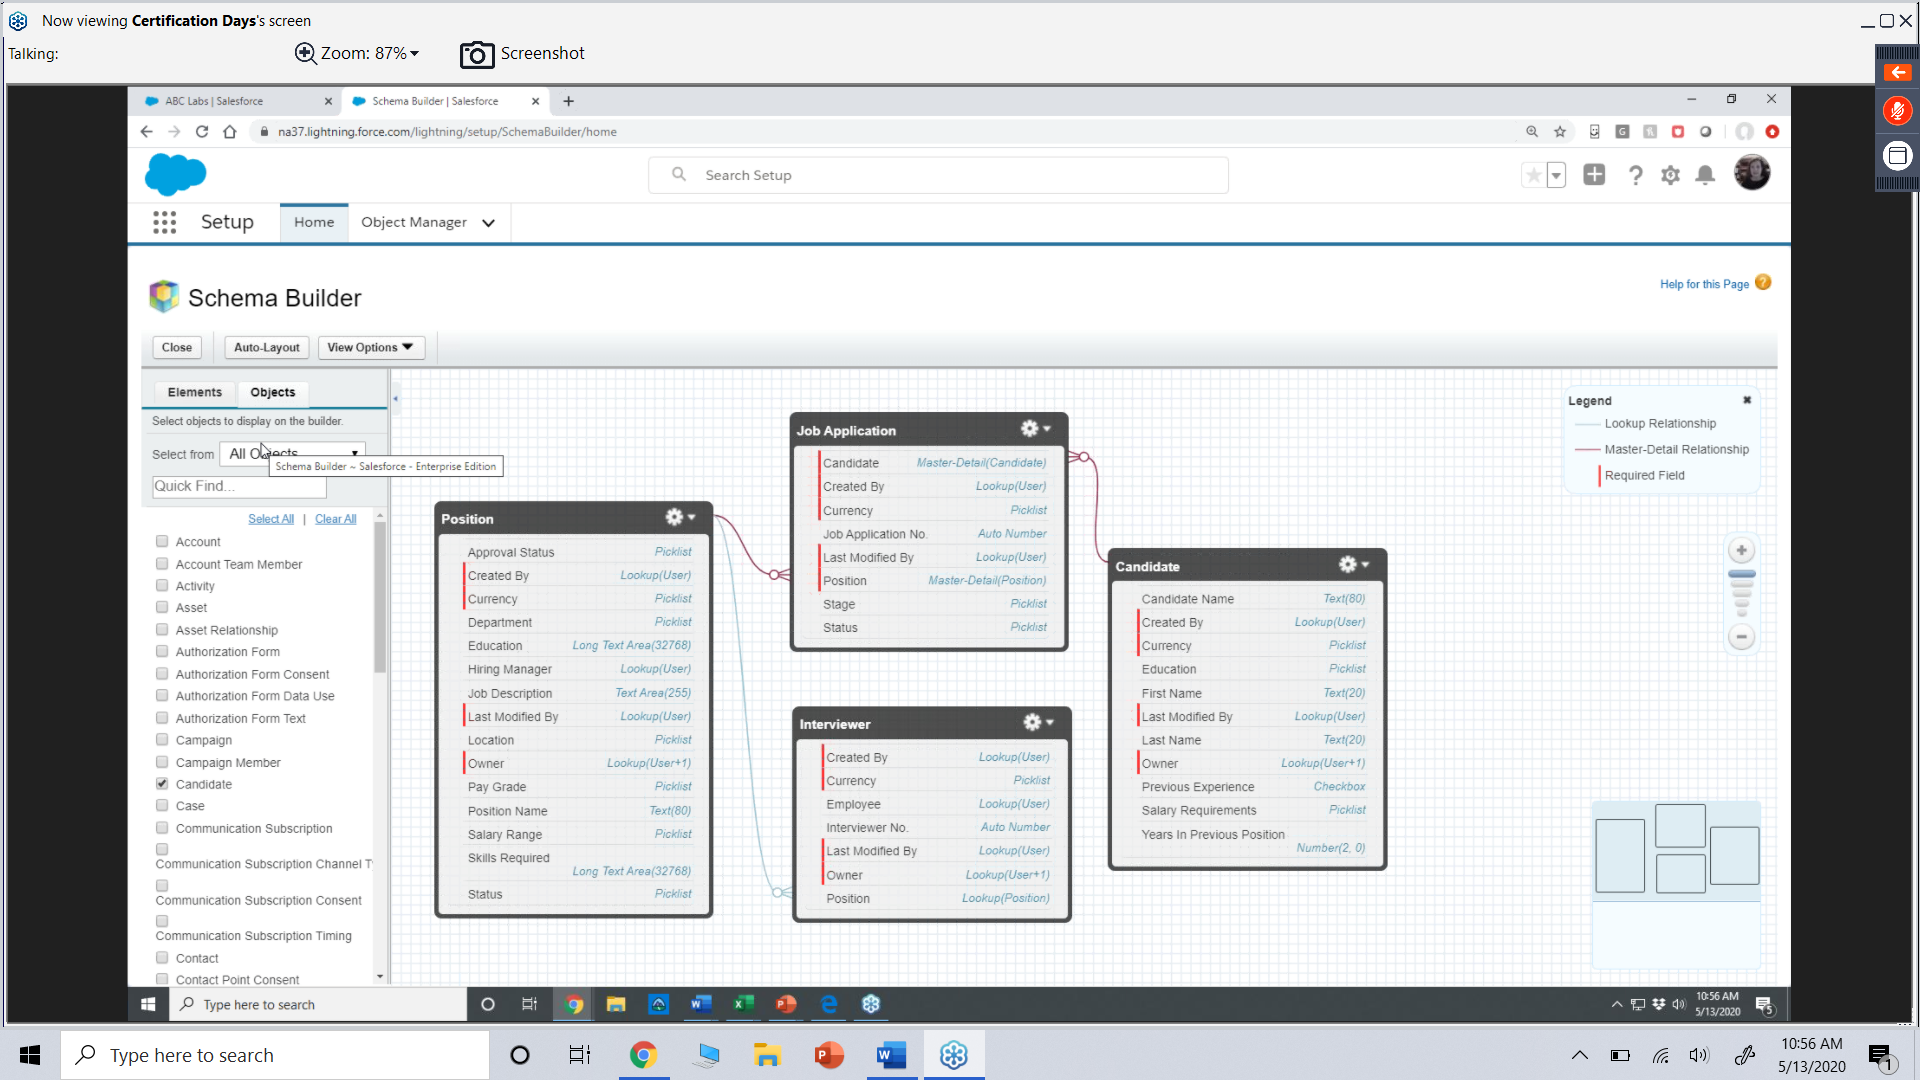 Now viewing Certification Days's screen
Talking:
Zoom: 87%
Screenshot
ABC Labs | Salesforce
Schema Builder | Salesforce
na37.lightning.force.com/lightning/setup/SchemaBuilder/home
Search Setup
Setup
Home
Object Manager
Schema Builder
Help for this Page
Close
Auto-Layout
View Options
Elements
Objects
Select objects to display on the builder.
Select from
All Objects
Schema Builder ~ Salesforce - Enterprise Edition
Quick Find...
Select All | Clear All
Account
Account Team Member
Activity
Asset
Asset Relationship
Authorization Form
Authorization Form Consent
Authorization Form Data Use
Authorization Form Text
Campaign
Campaign Member
Candidate
Case
Communication Subscription
Communication Subscription Channel T
Communication Subscription Consent
Communication Subscription Timing
Contact
Contact Point Consent
Position
Approval Status Picklist
Created By Lookup(User)
Currency Picklist
Department Picklist
Education Long Text Area(32768)
Hiring Manager Lookup(User)
Job Description Text Area(255)
Last Modified By Lookup(User)
Location Picklist
Owner Lookup(User+1)
Pay Grade Picklist
Position Name Text(80)
Salary Range Picklist
Skills Required
Long Text Area(32768)
Status Picklist
Job Application
Candidate Master-Detail(Candidate)
Created By Lookup(User)
Currency Picklist
Job Application No. Auto Number
Last Modified By Lookup(User)
Position Master-Detail(Position)
Stage Picklist
Status Picklist
Interviewer
Created By Lookup(User)
Currency Picklist
Employee Lookup(User)
Interviewer No. Auto Number
Last Modified By Lookup(User)
Owner Lookup(User+1)
Position Lookup(Position)
Candidate
Candidate Name Text(80)
Created By Lookup(User)
Currency Picklist
Education Picklist
First Name Text(20)
Last Modified By Lookup(User)
Last Name Text(20)
Owner Lookup(User+1)
Previous Experience Checkbox
Salary Requirements Picklist
Years In Previous Position
Number(2, 0)
Legend
Lookup Relationship
Master-Detail Relationship
Required Field
Type here to search
10:56 AM
5/13/2020
5
Type here to search
10:56 AM
5/13/2020
1